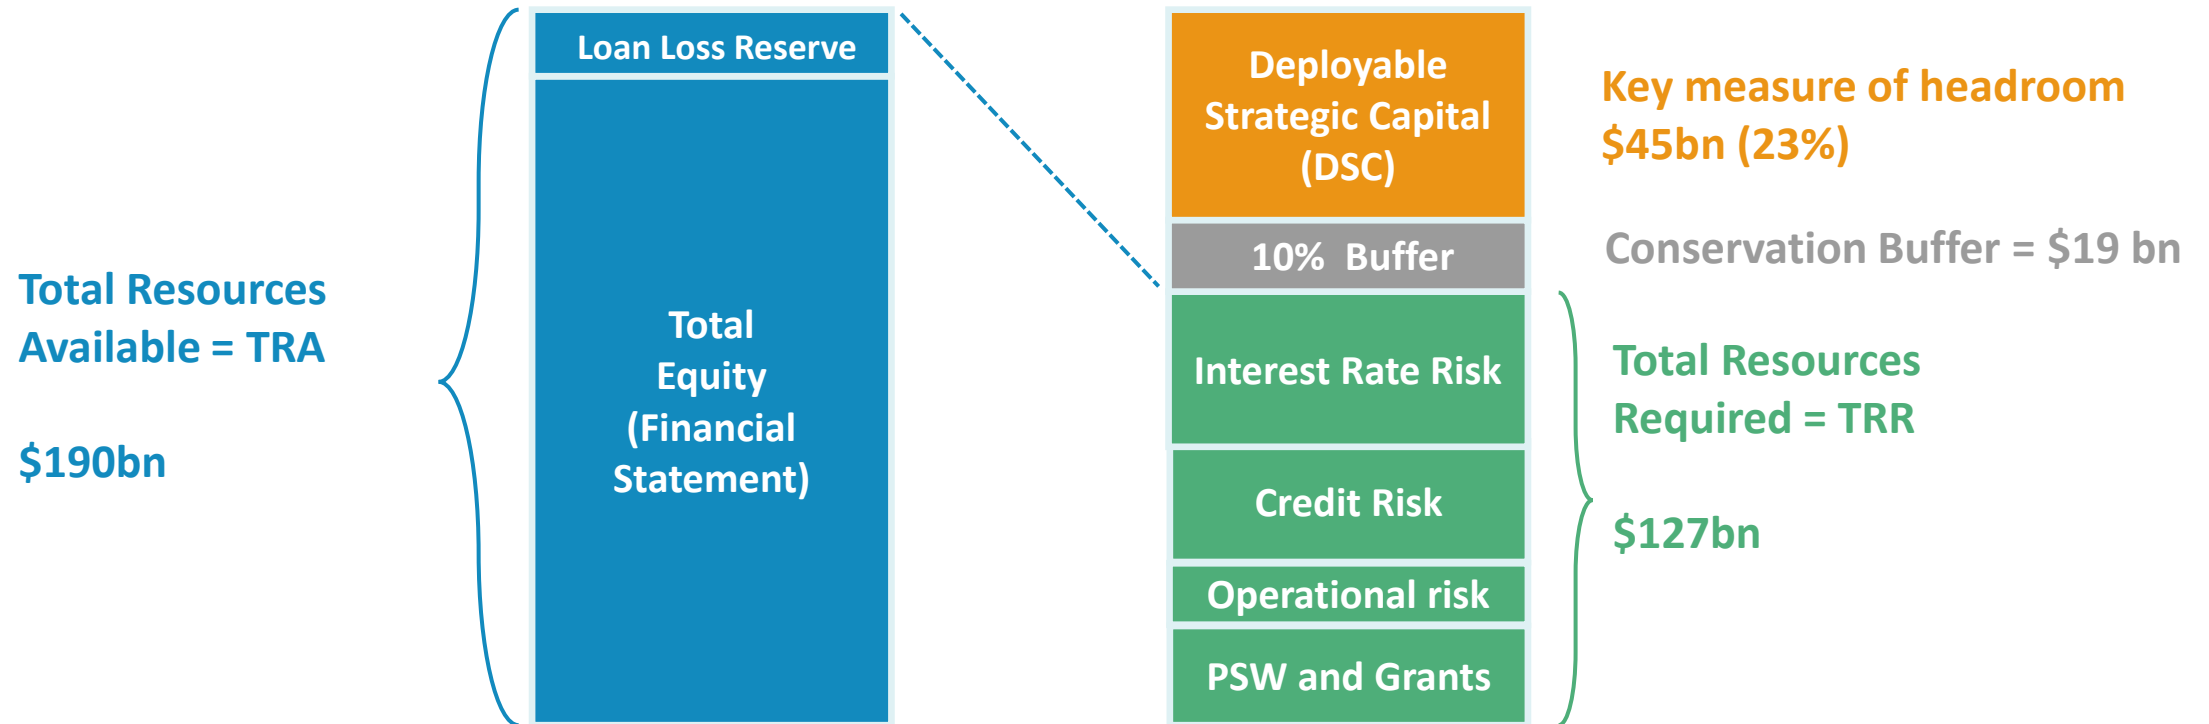 Total Resources
Available = TRA
$190bn
Loan Loss Reserve
Total
Equity
(Financial
Statement)
Deployable
Strategic Capital
(DSC)
10%  Buffer
Interest Rate Risk
Credit Risk
Operational risk
PSW and Grants
Key measure of headroom
$45bn (23%)
Conservation Buffer = $19 bn
Total Resources
Required = TRR
$127bn